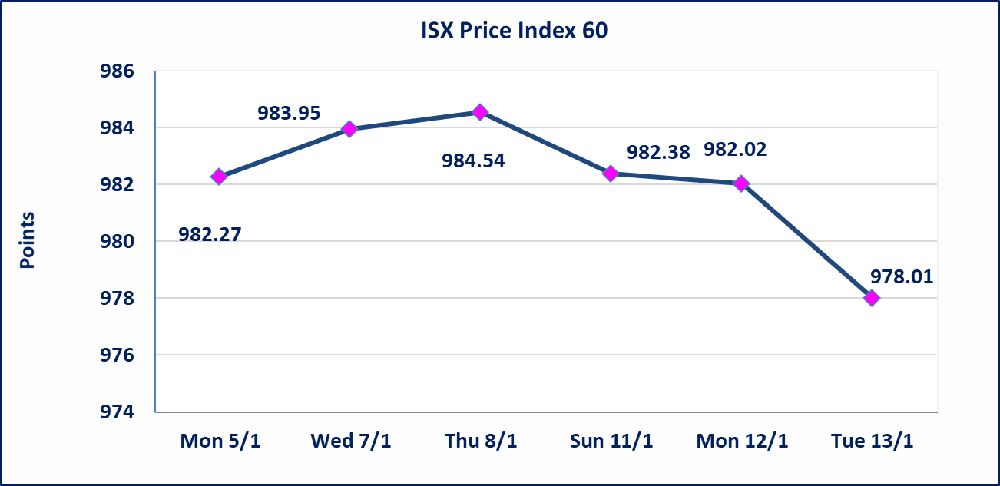 ISX Price Index 60
Points
986
984
982
980
978
976
974
982.27
983.95
984.54
982.38
982.02
978.01
Mon 5/1
Wed 7/1
Thu 8/1
Sun 11/1
Mon 12/1
Tue 13/1